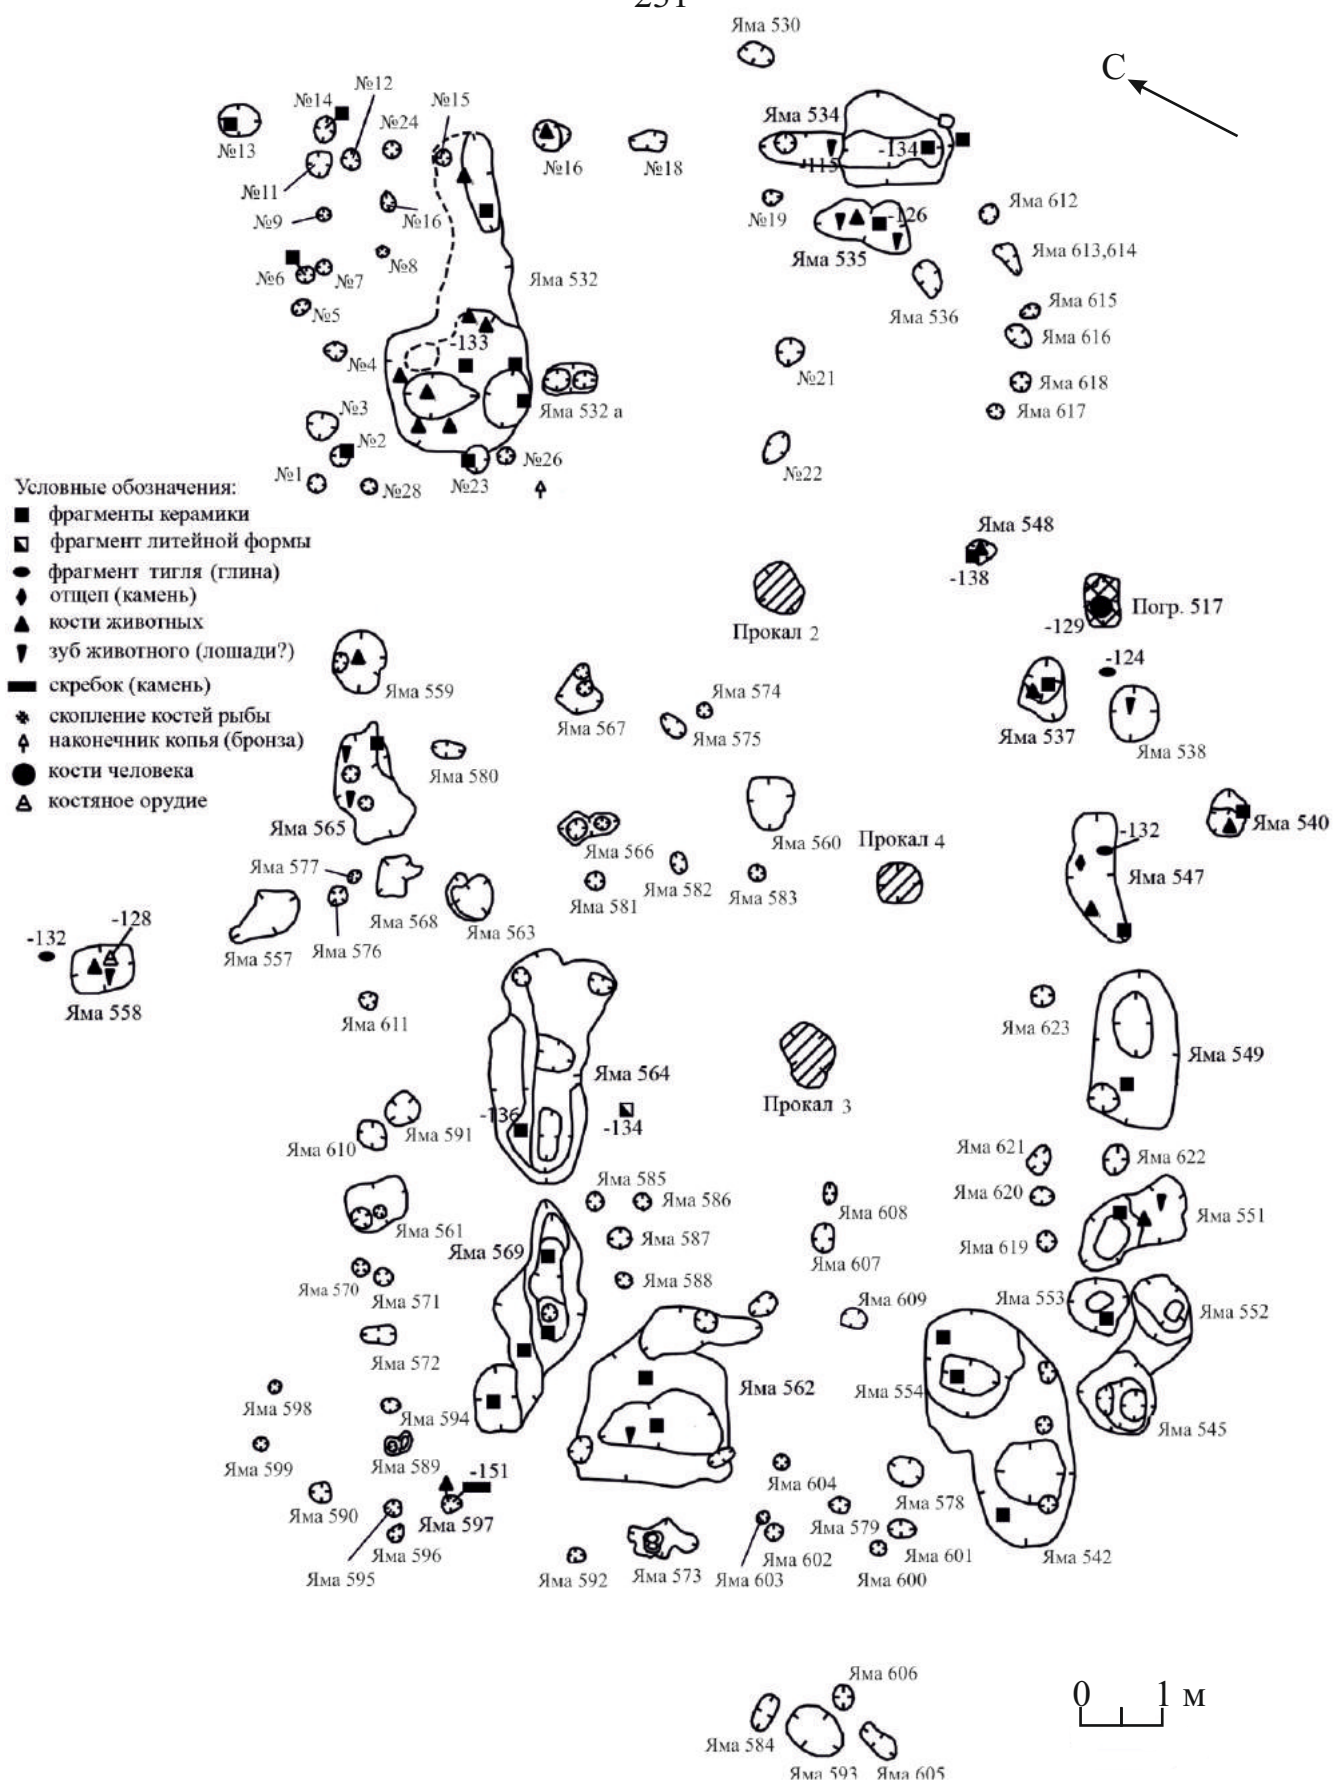 231
Яма 530
С
№12
№14
№15
№24
Яма 534
№13
-134
-115
№16
№18
№11
№9
№16
№19
-126
Яма 612
Яма 535
Яма 613,614
№6
№7
№8
Яма 532
Яма 536
Яма 615
№5
Яма 616
-133
№4
№21
Яма 618
№3
Яма 532 а
Яма 617
№2
№26
№22
№1
№28
№23
Условные обозначения:
фрагменты керамики
фрагмент литейной формы
фрагмент тигля (глина)
отщеп (камень)
кости животных
зуб животного (лошади?)
скребок (камень)
скопление костей рыбы
наконечник копья (бронза)
кости человека
костяное орудие
Яма 548
-138
Погр. 517
-129
Прокал 2
-124
Яма 559
Яма 574
Яма 567
Яма 575
Яма 537
Яма 538
Яма 580
Яма 565
-132
Яма 540
Яма 566
Яма 560
Прокал 4
Яма 577
Яма 582
Яма 583
Яма 547
Яма 581
Яма 568
-128
-132
Яма 557
Яма 576
Яма 563
Яма 558
Яма 611
Яма 623
Яма 549
Яма 564
Прокал 3
-136
-134
Яма 591
Яма 610
Яма 621
Яма 622
Яма 585
Яма 586
Яма 620
Яма 608
Яма 551
Яма 561
Яма 587
Яма 619
Яма 569
Яма 607
Яма 588
Яма 570
Яма 571
Яма 609
Яма 553
Яма 552
Яма 572
Яма 562
Яма 554
Яма 598
Яма 594
Яма 545
Яма 599
Яма 589
-151
Яма 604
Яма 578
Яма 590
Яма 597
Яма 579
Яма 596
Яма 602
Яма 601
Яма 542
Яма 595
Яма 592
Яма 573
Яма 603
Яма 600
Яма 606
0 1 м
Яма 584
Яма 593
Яма 605